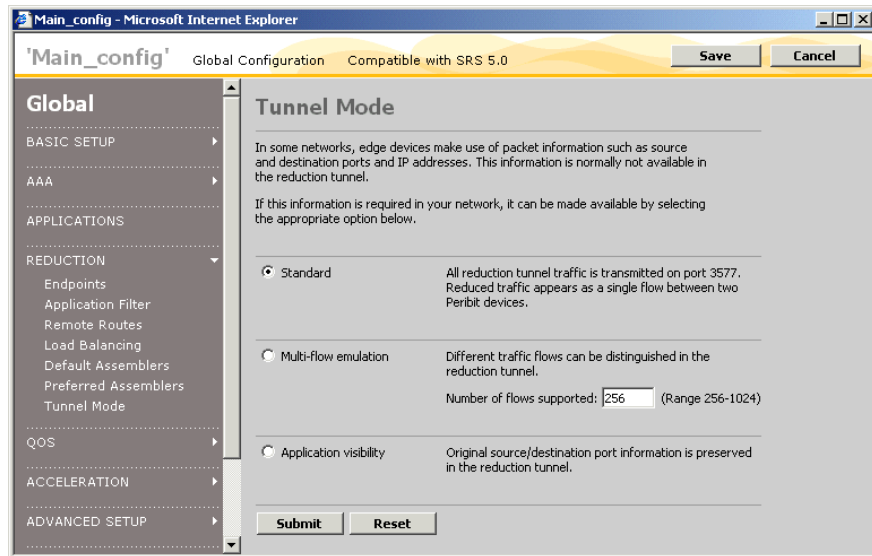 Main_config - Microsoft Internet Explorer
'Main_config' Global Configuration Compatible with SRS 5.0 Save Cancel
Global
BASIC SETUP
AAA
APPLICATIONS
REDUCTION
Endpoints
Application Filter
Remote Routes
Load Balancing
Default Assemblers
Preferred Assemblers
Tunnel Mode
QOS
ACCELERATION
ADVANCED SETUP
Tunnel Mode
In some networks, edge devices make use of packet information such as source
and destination ports and IP addresses. This information is normally not available in
the reduction tunnel.
If this information is required in your network, it can be made available by selecting
the appropriate option below.
Standard
All reduction tunnel traffic is transmitted on port 3577.
Reduced traffic appears as a single flow between two
Peribit devices.
Multi-flow emulation
Different traffic flows can be distinguished in the
reduction tunnel.
Number of flows supported: 256 (Range 256-1024)
Application visibility
Original source/destination port information is preserved
in the reduction tunnel.
Submit Reset